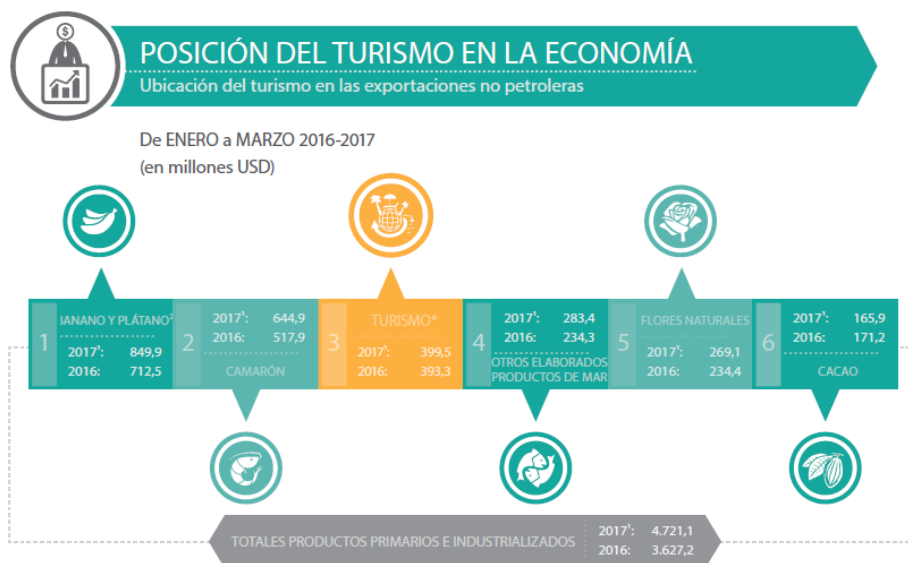 $
POSICIÓN DEL TURISMO EN LA ECONOMÍA
Ubicación del turismo en las exportaciones no petroleras
De ENERO a MARZO 2016-2017
(en millones USD)
1
BANANO Y PLÁTANO²
2017¹: 849,9
2016: 712,5
2
2017¹: 644,9
2016: 517,9
CAMARÓN
3
TURISMO*
2017¹: 399,5
2016: 393,3
4
2017¹: 283,4
2016: 234,3
OTROS ELABORADOS
PRODUCTOS DE MAR
5
FLORES NATURALES
2017¹: 269,1
2016: 234,4
6
2017¹: 165,9
2016: 171,2
CACAO
TOTALES PRODUCTOS PRIMARIOS E INDUSTRIALIZADOS
2017¹: 4.721,1
2016: 3.627,2